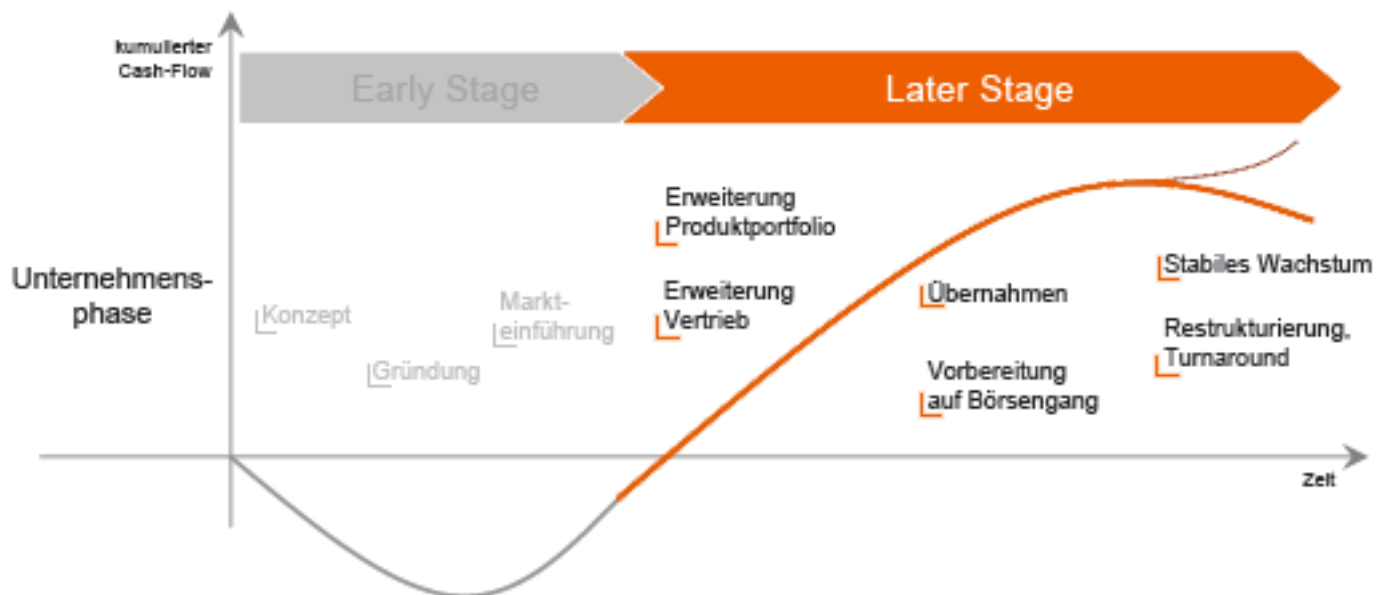 kumulierter
Cash-Flow
Early Stage
Later Stage
Unternehmens-
phase
Konzept
Gründung
Markt-
einführung
Erweiterung
Produktportfolio
Erweiterung
Vertrieb
Übernahmen
Vorbereitung
auf Börsengang
Stabiles Wachstum
Restrukturierung,
Turnaround
Zeit